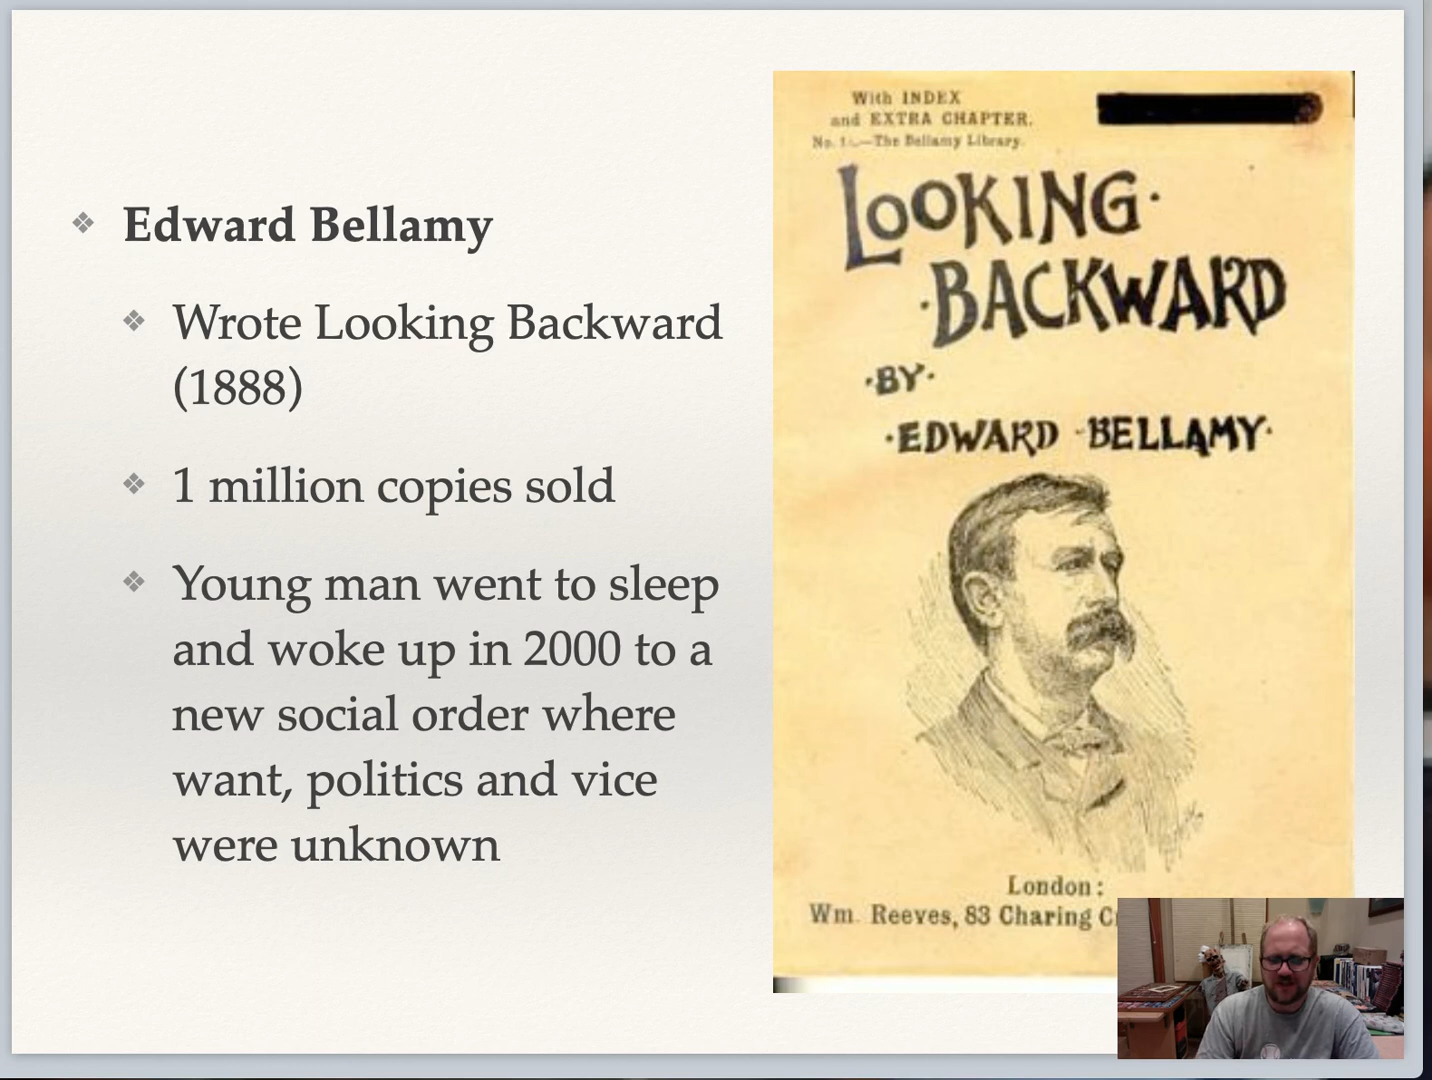 Edward Bellamy
Wrote Looking Backward
(1888)
1 million copies sold
Young man went to sleep
and woke up in 2000 to a
new social order where
want, politics and vice
were unknown
With INDEX
and EXTRA CHAPTER.
—The Bellamy Library.
LOOKING
BACKWARD
BY
EDWARD BELLAMY
London:
Wm. Reeves, 83 Charing